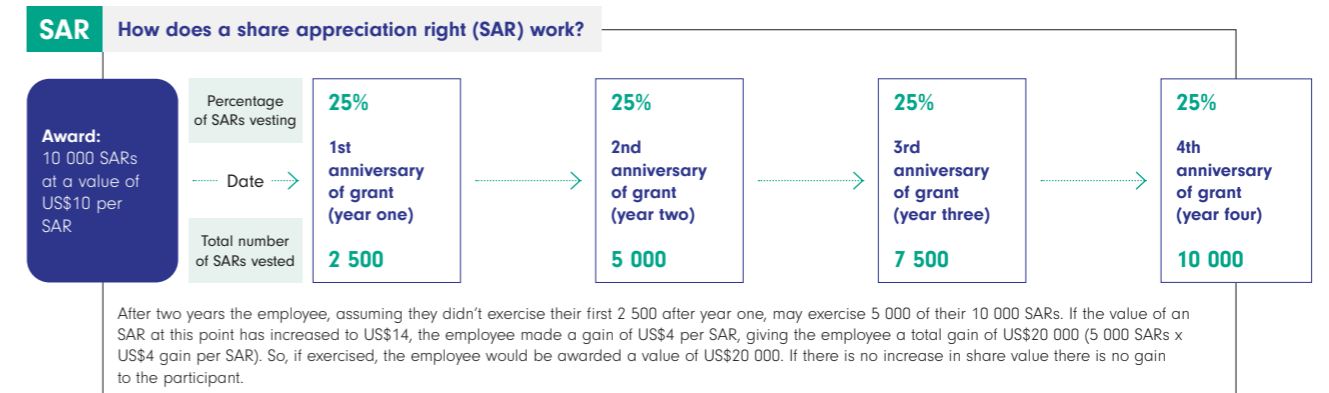 SAR
How does a share appreciation right (SAR) work?
Award:
10 000 SARs
at a value of
US$10 per
SAR
Percentage
of SARs vesting
Date
Total number
of SARs vested
25%
1st
anniversary
of grant
(year one)
2 500
25%
2nd
anniversary
of grant
(year two)
5 000
25%
3rd
anniversary
of grant
(year three)
7 500
25%
4th
anniversary
of grant
(year four)
10 000
After two years the employee, assuming they didn't exercise their first 2 500 after year one, may exercise 5 000 of their 10 000 SARs. If the value of an
SAR at this point has increased to US$14, the employee made a gain of US$4 per SAR, giving the employee a total gain of US$20 000 (5 000 SARs x
US$4 gain per SAR). So, if exercised, the employee would be awarded a value of US$20 000. If there is no increase in share value there is no gain
to the participant.